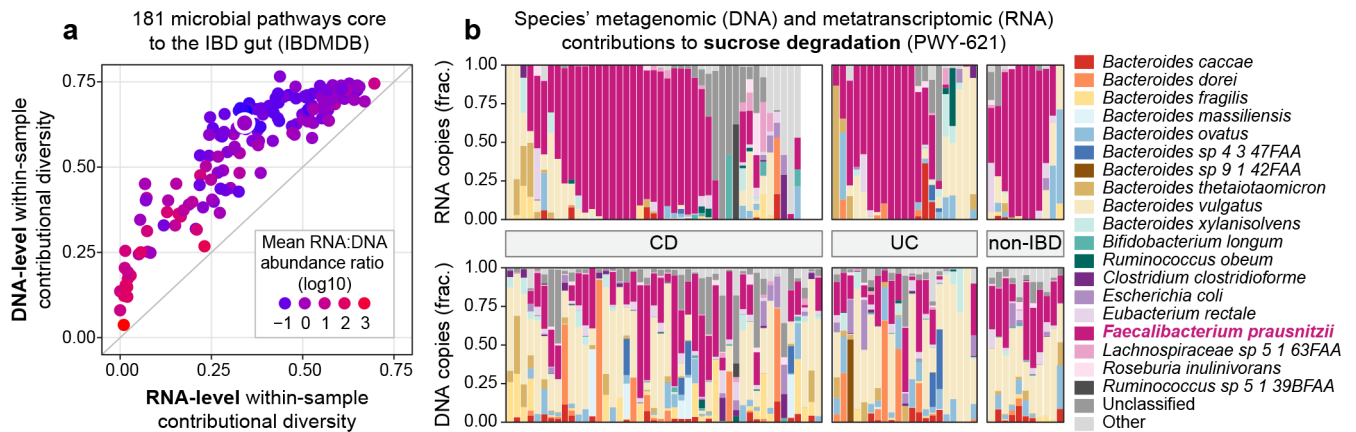 a
181 microbial pathways core
to the IBD gut (IBDMDB)
DNA-level within-sample
contributional diversity
0.75
0.50
0.25
0.00
Mean RNA:DNA
abundance ratio
(log10)
−1 0 1 2 3
0.00 0.25 0.50 0.75
RNA-level within-sample
contributional diversity
b
Species’ metagenomic (DNA) and metatranscriptomic (RNA)
contributions to sucrose degradation (PWY-621)
RNA copies (frac.)
1.00
0.75
0.50
0.25
0.00
CD UC non-IBD
DNA copies (frac.)
1.00
0.75
0.50
0.25
0.00
Bacteroides caccae
Bacteroides dorei
Bacteroides fragilis
Bacteroides massiliensis
Bacteroides ovatus
Bacteroides sp 4 3 47FAA
Bacteroides sp 9 1 42FAA
Bacteroides thetaiotaomicron
Bacteroides vulgatus
Bacteroides xylanisolvens
Bifidobacterium longum
Ruminococcus obeum
Clostridium clostridioforme
Escherichia coli
Eubacterium rectale
Faecalibacterium prausnitzii
Lachnospiraceae sp 5 1 63FAA
Roseburia inulinivorans
Ruminococcus sp 5 1 39BFAA
Unclassified
Other